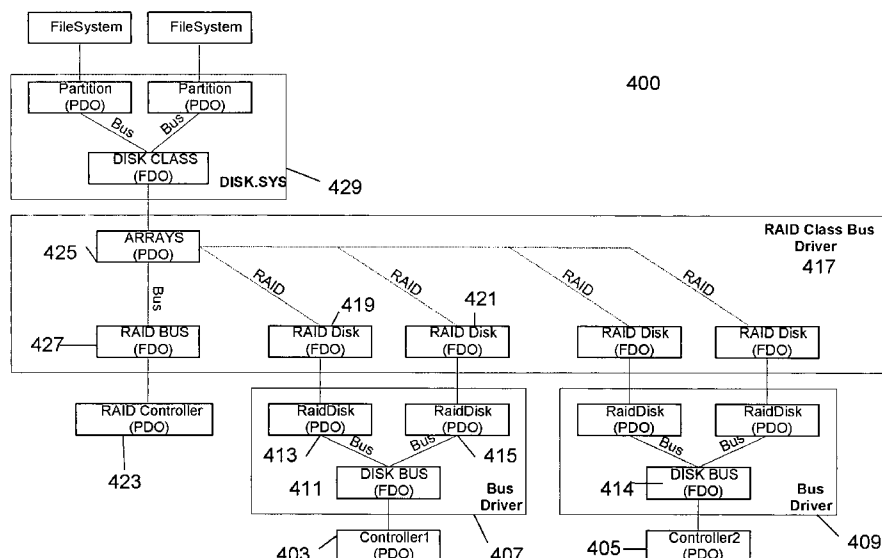 FileSystem
FileSystem
Partition
(PDO)
Partition
(PDO)
400
Bus
Bus
DISK CLASS
(FDO)
DISK.SYS
429
ARRAYS
(PDO)
425
RAID Class Bus
Driver
417
Bus
RAID
RAID
RAID
RAID
419
421
RAID BUS
(FDO)
427
RAID Disk
(FDO)
RAID Disk
(FDO)
RAID Disk
(FDO)
RAID Disk
(FDO)
RAID Controller
(PDO)
423
RaidDisk
(PDO)
RaidDisk
(PDO)
RaidDisk
(PDO)
RaidDisk
(PDO)
413
Bus
Bus
415
Bus
Bus
411
DISK BUS
(FDO)
Bus
Driver
414
DISK BUS
(FDO)
Bus
Driver
403
Controller1
(PDO)
407
405
Controller2
(PDO)
409